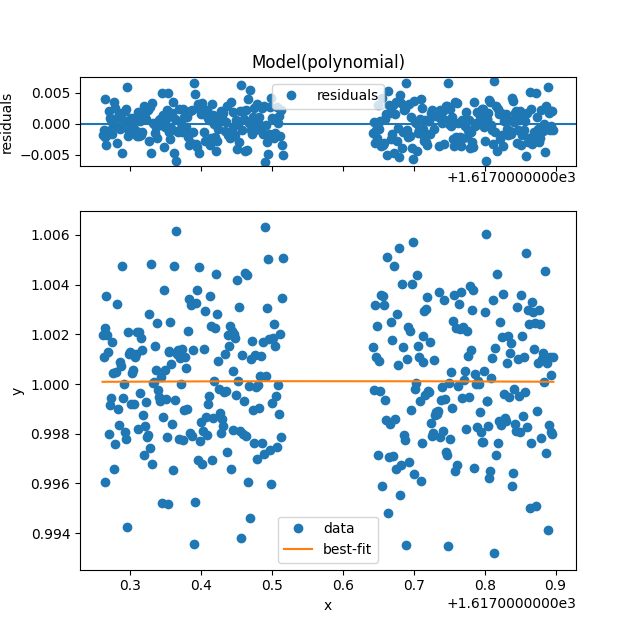 Model(polynomial)
residuals
0.005
0.000
−0.005
residuals
+1.6170000000e3
y
1.006
1.004
1.002
1.000
0.998
0.996
0.994
data
best-fit
0.3 0.4 0.5 0.6 0.7 0.8 0.9
x
+1.6170000000e3